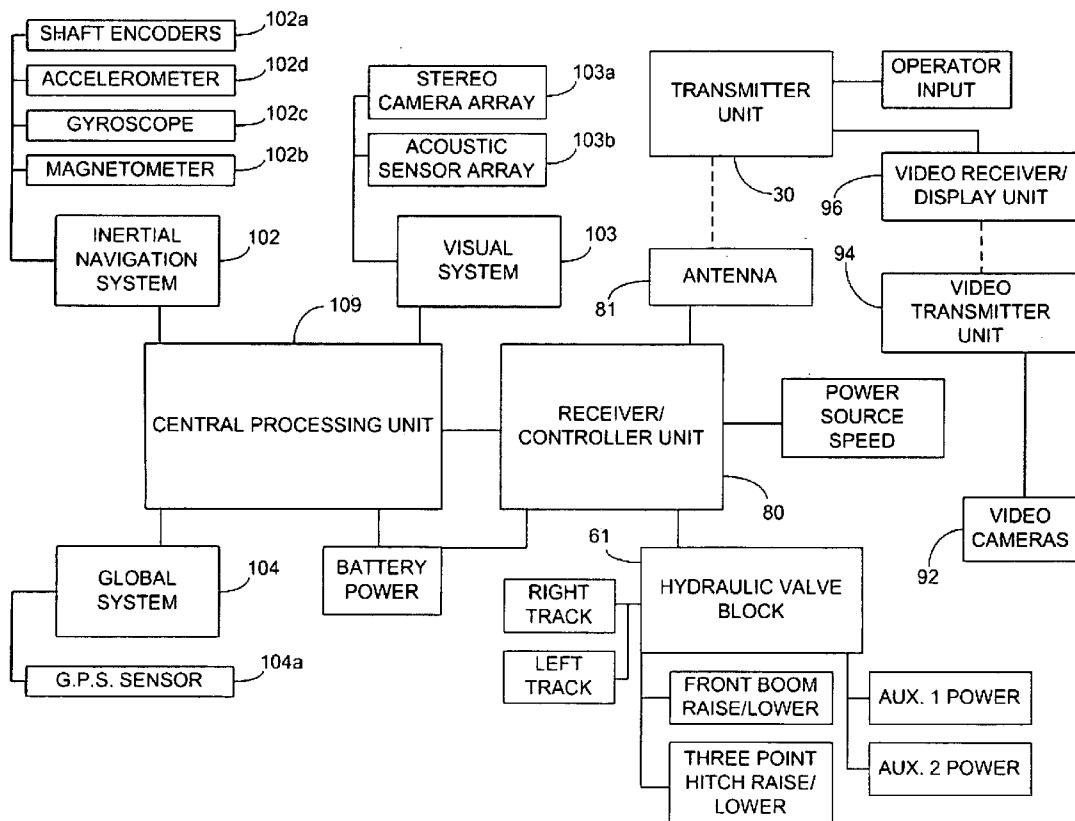 SHAFT ENCODERS
102a
ACCELEROMETER
102d
GYROSCOPE
102c
MAGNETOMETER
102b
INERTIAL
NAVIGATION
SYSTEM
102
STEREO
CAMERA ARRAY
103a
ACOUSTIC
SENSOR ARRAY
103b
VISUAL
SYSTEM
103
TRANSMITTER
UNIT
30
OPERATOR
INPUT
VIDEO RECEIVER/
DISPLAY UNIT
96
ANTENNA
81
94
VIDEO
TRANSMITTER
UNIT
109
CENTRAL PROCESSING UNIT
RECEIVER/
CONTROLLER UNIT
80
POWER
SOURCE
SPEED
VIDEO
CAMERAS
92
GLOBAL
SYSTEM
104
G.P.S. SENSOR
104a
BATTERY
POWER
61
HYDRAULIC VALVE
BLOCK
RIGHT
TRACK
LEFT
TRACK
FRONT BOOM
RAISE/LOWER
THREE POINT
HITCH RAISE/
LOWER
AUX. 1 POWER
AUX. 2 POWER